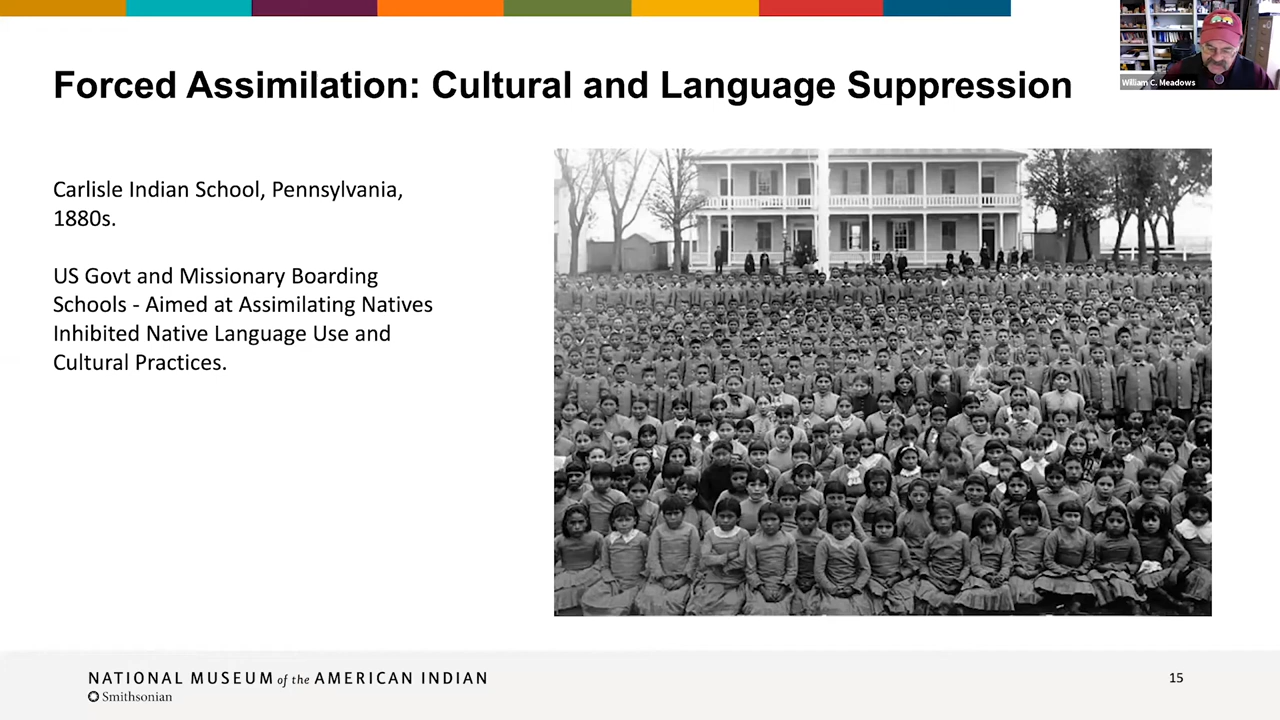 William C. Meadows
Forced Assimilation: Cultural and Language Suppression
Carlisle Indian School, Pennsylvania,
1880s.
US Govt and Missionary Boarding
Schools - Aimed at Assimilating Natives
Inhibited Native Language Use and
Cultural Practices.
NATIONAL MUSEUM of the AMERICAN INDIAN
Smithsonian
15